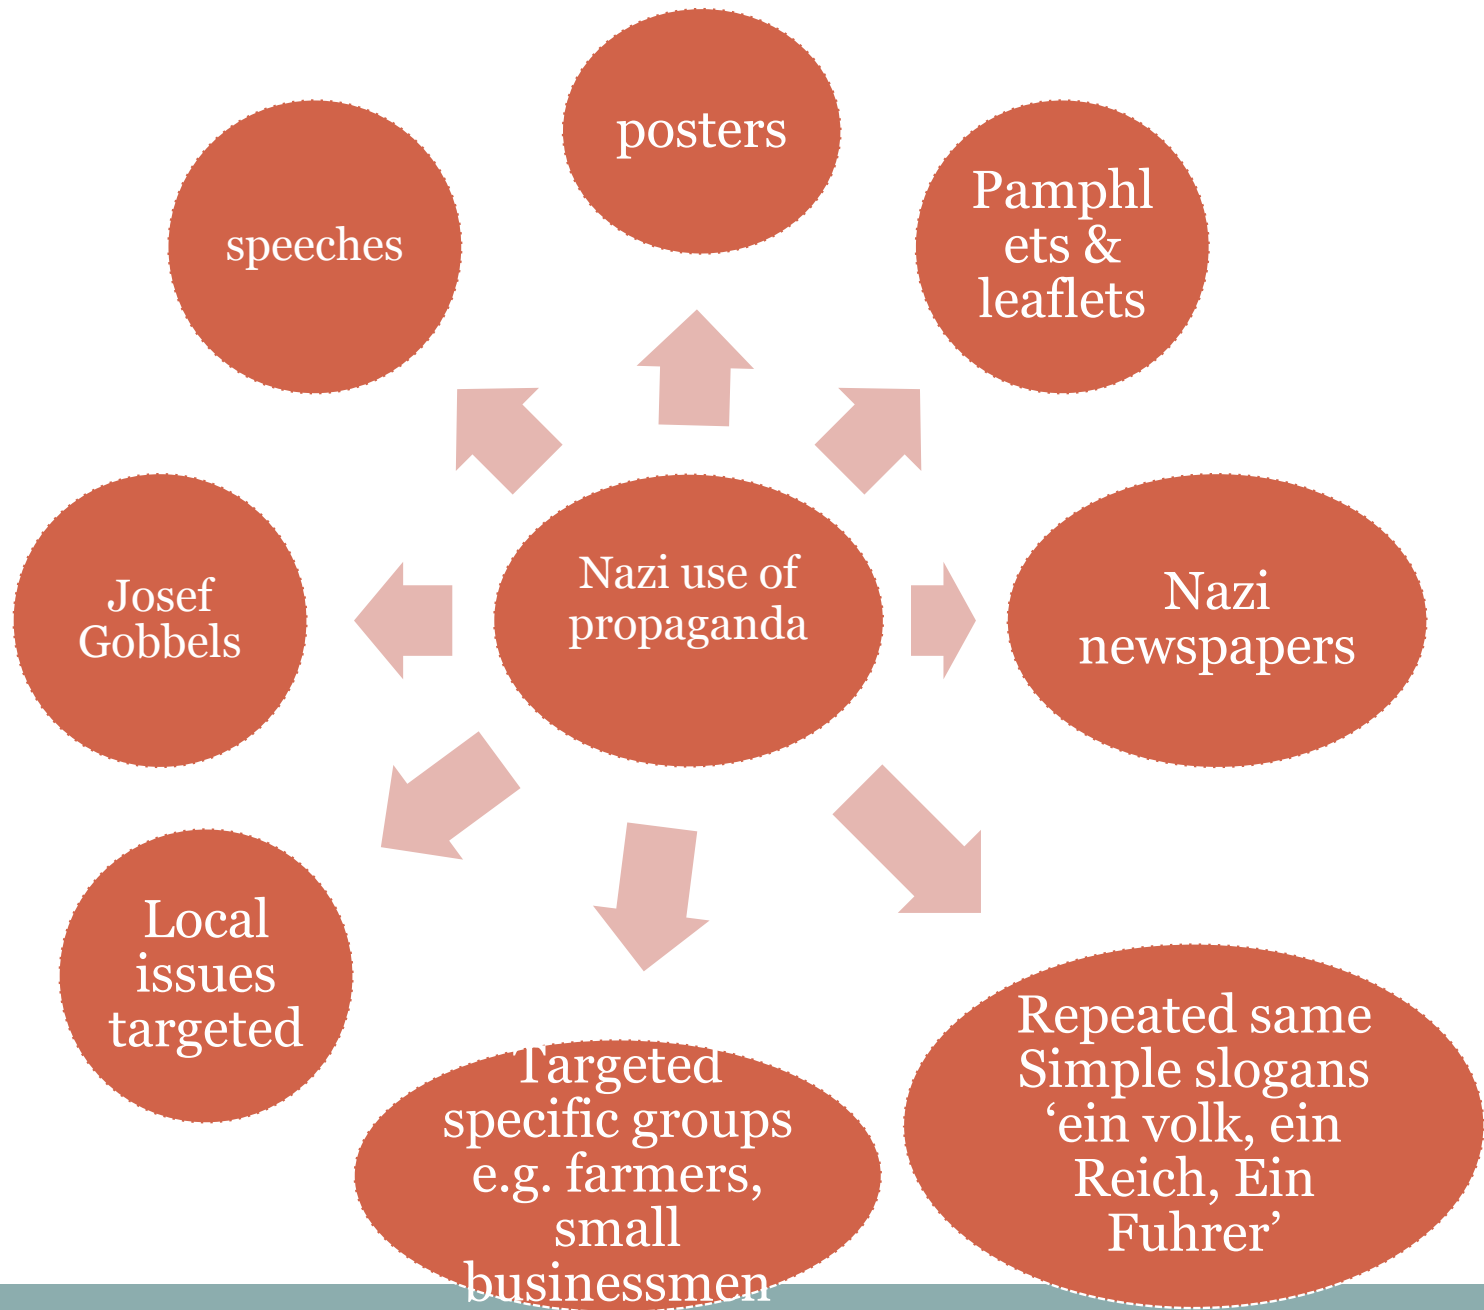 posters
speeches
Pamphl
ets &
leaflets
Nazi use of
propaganda
Josef
Gobbels
Nazi
newspapers
Local
issues
targeted
Targeted
specific groups
e.g. farmers,
small
businessmen
Repeated same
Simple slogans
‘ein volk, ein
Reich, Ein
Fuhrer’